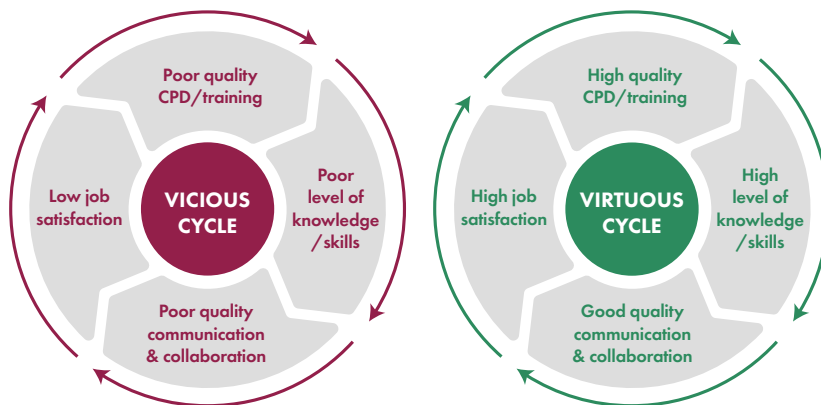 Poor quality
CPD/training
Poor
level of
knowledge
/skills
Poor quality
communication
& collaboration
Low job
satisfaction
VICIOUS
CYCLE
High quality
CPD/training
High
level of
knowledge
/skills
Good quality
communication
& collaboration
High job
satisfaction
VIRTUOUS
CYCLE